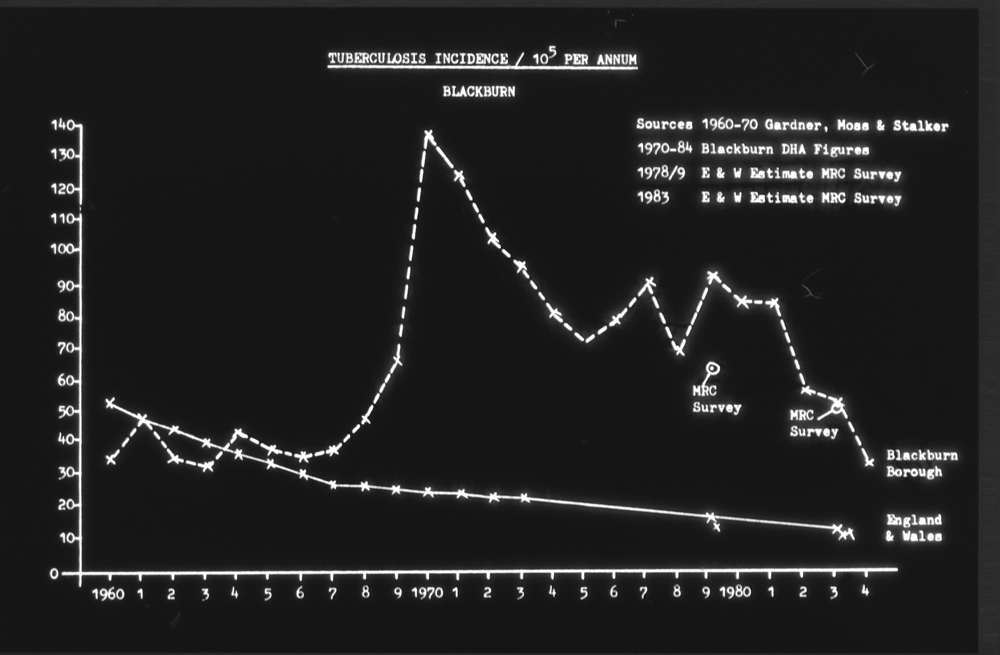 TUBERCULOSIS INCIDENCE / 10⁵ PER ANNUM
BLACKBURN
Sources 1960-70 Gardner, Moss & Stalker
1970-84 Blackburn DHA Figures
1978/9 E & W Estimate MRC Survey
1983 E & W Estimate MRC Survey
140
130
120
110
100
90
80
70
60
50
40
30
20
10
0
MRC
Survey
MRC
Survey
Blackburn
Borough
England
& Wales
1960 1 2 3 4 5 6 7 8 9 1970 1 2 3 4 5 6 7 8 9 1980 1 2 3 4